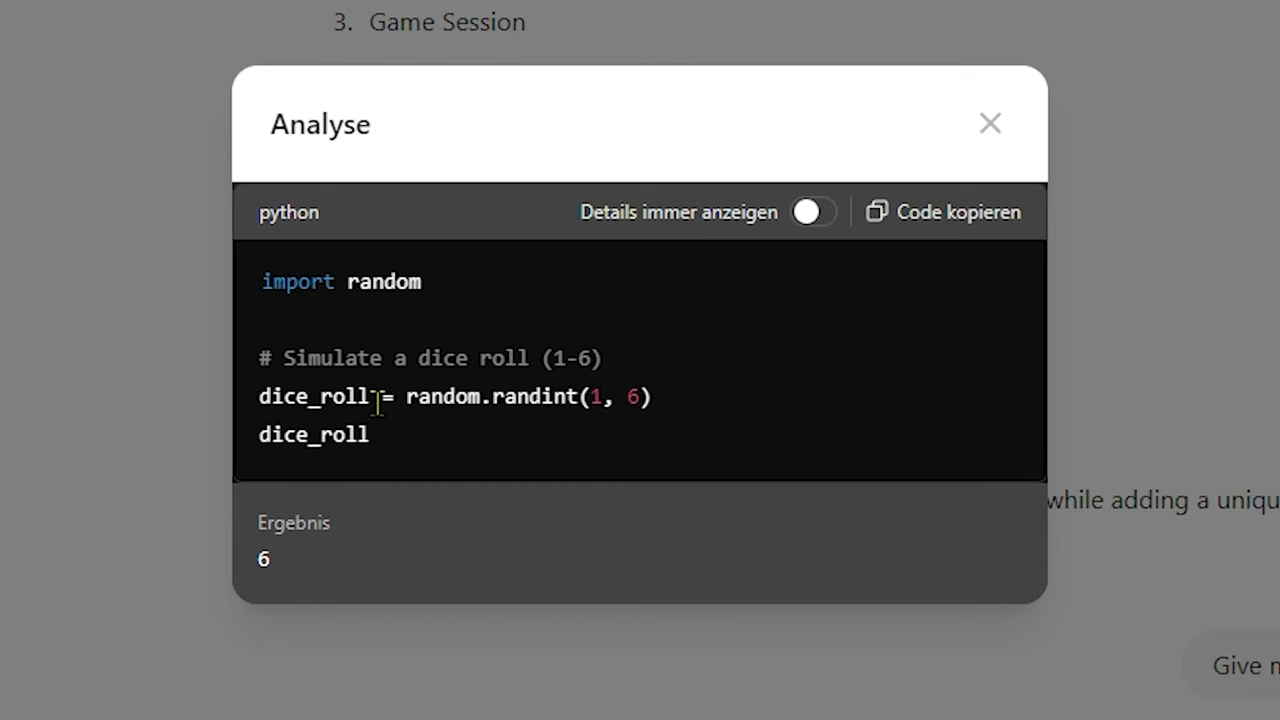 3. Game Session
Analyse
python Details immer anzeigen Code kopieren
import random
# Simulate a dice roll (1-6)
dice_roll = random.randint(1, 6)
dice_roll
while adding a uniqu
Ergebnis
6
Give